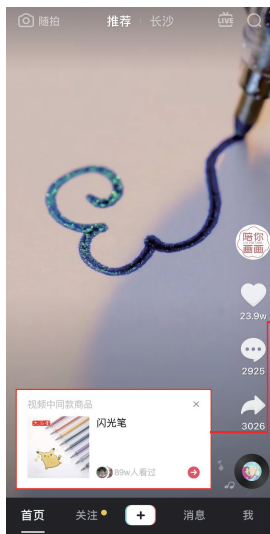 随拍
推荐
长沙
LIVE
陪你
画画
23.9w
2925
3026
视频中同款商品
×
闪光笔
89w人看过
首页
关注
+
消息
我